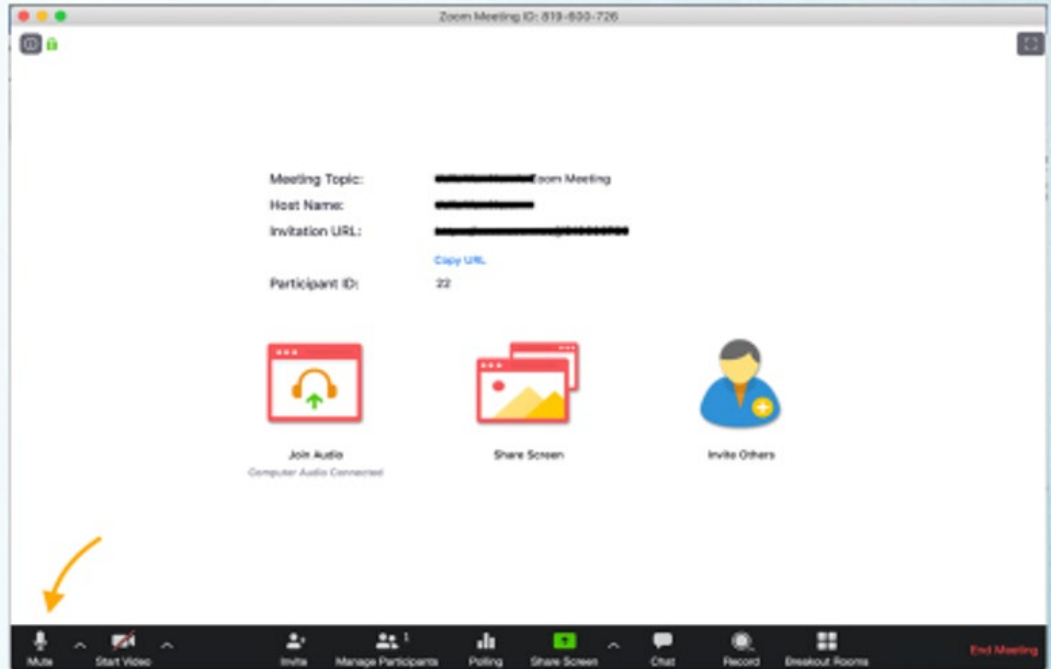 Zoom Meeting ID: 819-600-726
Meeting Topic: Zoom Meeting
Host Name:
Invitation URL:
Copy URL
Participant ID: 22
Join Audio
Share Screen
Invite Others
Computer Audio Connected
Mute
Start Video
Invite
Manage Participants
1
Polling
Share Screen
Chat
Record
Breakout Rooms
End Meeting